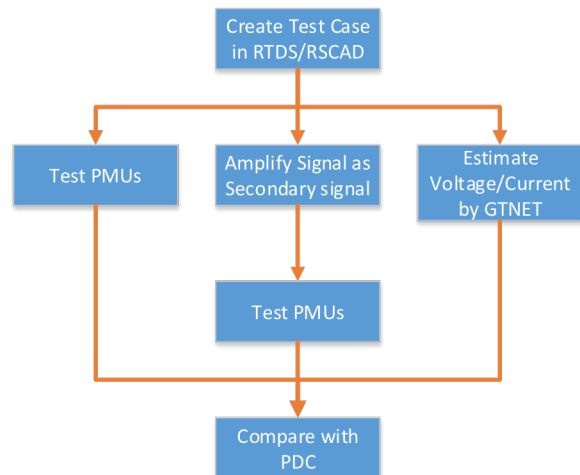 Create Test Case
in RTDS/RSCAD
Test PMUs
Amplify Signal as
Secondary signal
Estimate
Voltage/Current
by GTNET
Test PMUs
Compare with
PDC